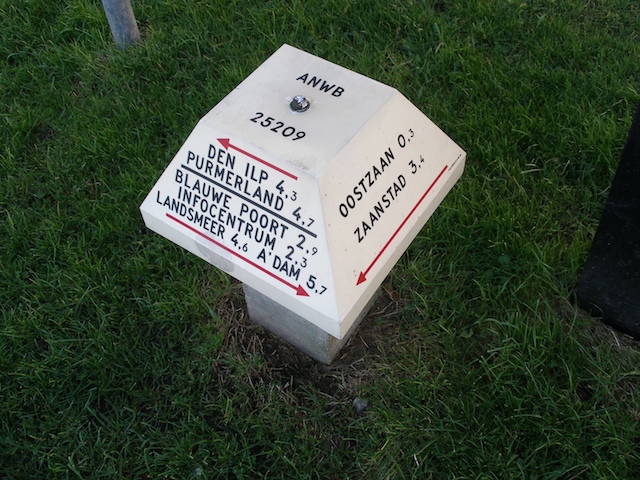 ANWB
25209
DEN ILP 4,3
PURMERLAND 4,7
BLAUWE POORT 2,9
INFOCENTRUM 2,3
LANDSMEER 4,6 A'DAM 5,7
OOSTZAAN 0,3
ZAANSTAD 3,4